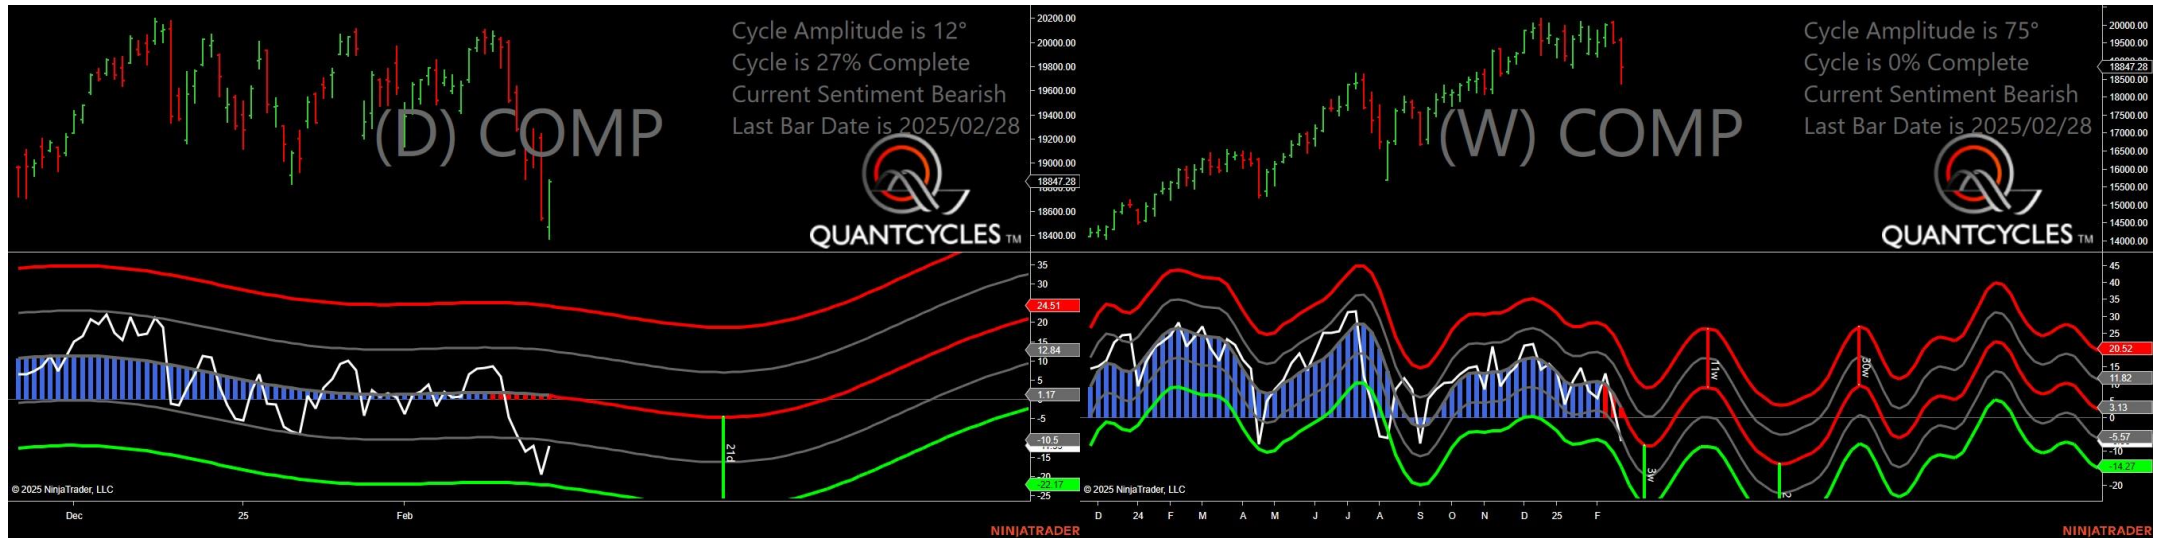 Cycle Amplitude is 12°
Cycle is 27% Complete
Current Sentiment Bearish
Last Bar Date is 2025/02/28
(D) COMP
QUANTCYCLES TM
20200.00
20000.00
19800.00
19600.00
19400.00
19200.00
19000.00
18847.28
18600.00
18400.00
35
30
24.51
20
15
12.84
10
5
1.17
-5
-10.5
-15
-22.17
-25
21d
© 2025 NinjaTrader, LLC
Dec
25
Feb
NINJATRADER
Cycle Amplitude is 75°
Cycle is 0% Complete
Current Sentiment Bearish
Last Bar Date is 2025/02/28
(W) COMP
QUANTCYCLES TM
20000.00
19500.00
18847.28
18500.00
18000.00
17500.00
17000.00
16500.00
16000.00
15500.00
15000.00
14500.00
14000.00
45
40
35
30
25
20.52
15
11.82
3.13
0
-5.57
-10
-14.27
-20
11w
30w
3w
© 2025 NinjaTrader, LLC
D 24 F M A M J J A S O N D 25 F
NINJATRADER